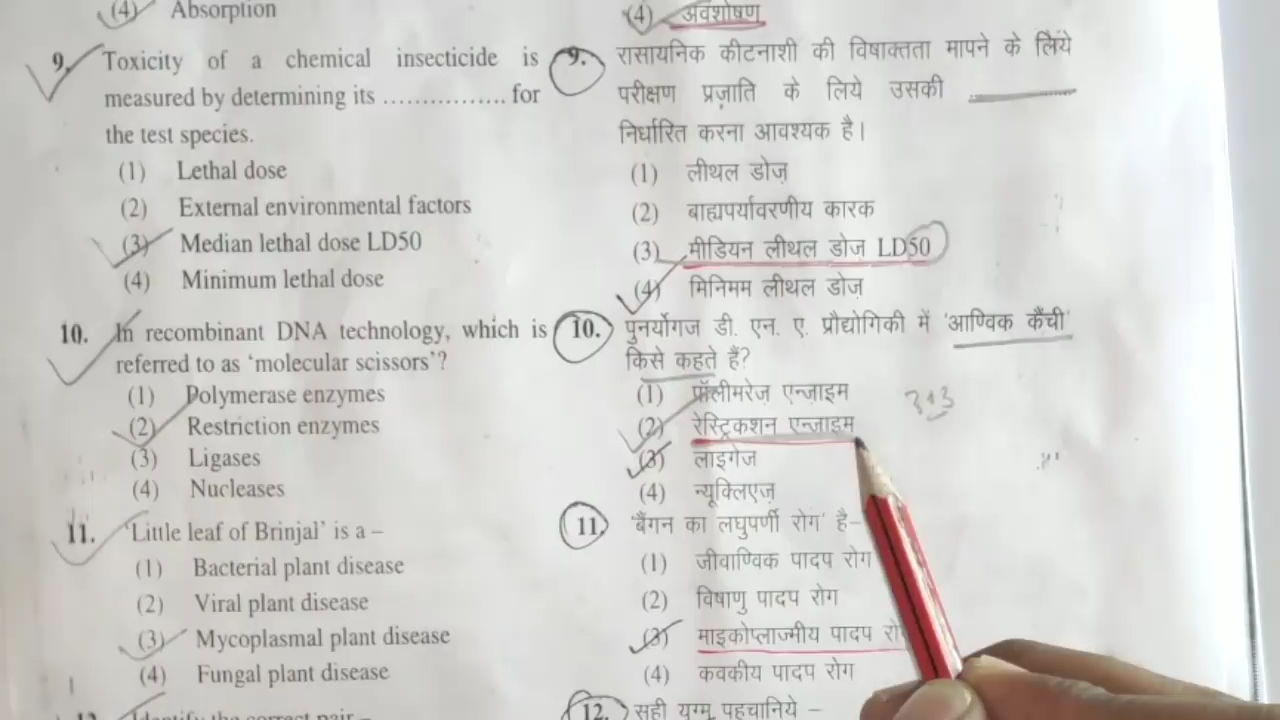 (4) Absorption
9. Toxicity of a chemical insecticide is
measured by determining its ................ for
the test species.
(1) Lethal dose
(2) External environmental factors
(3) Median lethal dose LD50
(4) Minimum lethal dose
10. In recombinant DNA technology, which is
referred to as ‘molecular scissors’?
(1) Polymerase enzymes
(2) Restriction enzymes
(3) Ligases
(4) Nucleases
11. ‘Little leaf of Brinjal’ is a –
(1) Bacterial plant disease
(2) Viral plant disease
(3) Mycoplasmal plant disease
(4) Fungal plant disease
12. Identify the correct pair –
(4) अवशोषण
9. रासायनिक कीटनाशी की विषाक्तता मापने के लिये
परीक्षण प्रज़ाति के लिये उसकी ................
निर्धारित करना आवश्यक है।
(1) लीथल डोज़
(2) बाह्यपर्यावरणीय कारक
(3) मीडियन लीथल डोज़ LD50
(4) मिनिमम लीथल डोज़
10. पुनर्योगज डी. एन. ए. प्रौद्योगिकी में ‘आण्विक कैंची’
किसे कहते हैं?
(1) पॉलीमरेज़ एन्ज़ाइम
(2) रेस्ट्रिकशन एन्ज़ाइम
(3) लाइगेज
(4) न्यूक्लिएज़
11. ‘बैंगन का लघुपर्णी रोग’ है–
(1) जीवाण्विक पादप रोग
(2) विषाणु पादप रोग
(3) माइकोप्लाज्मीय पादप
(4) कवकीय पादप रोग
12. सही युग्म पहचानिये –